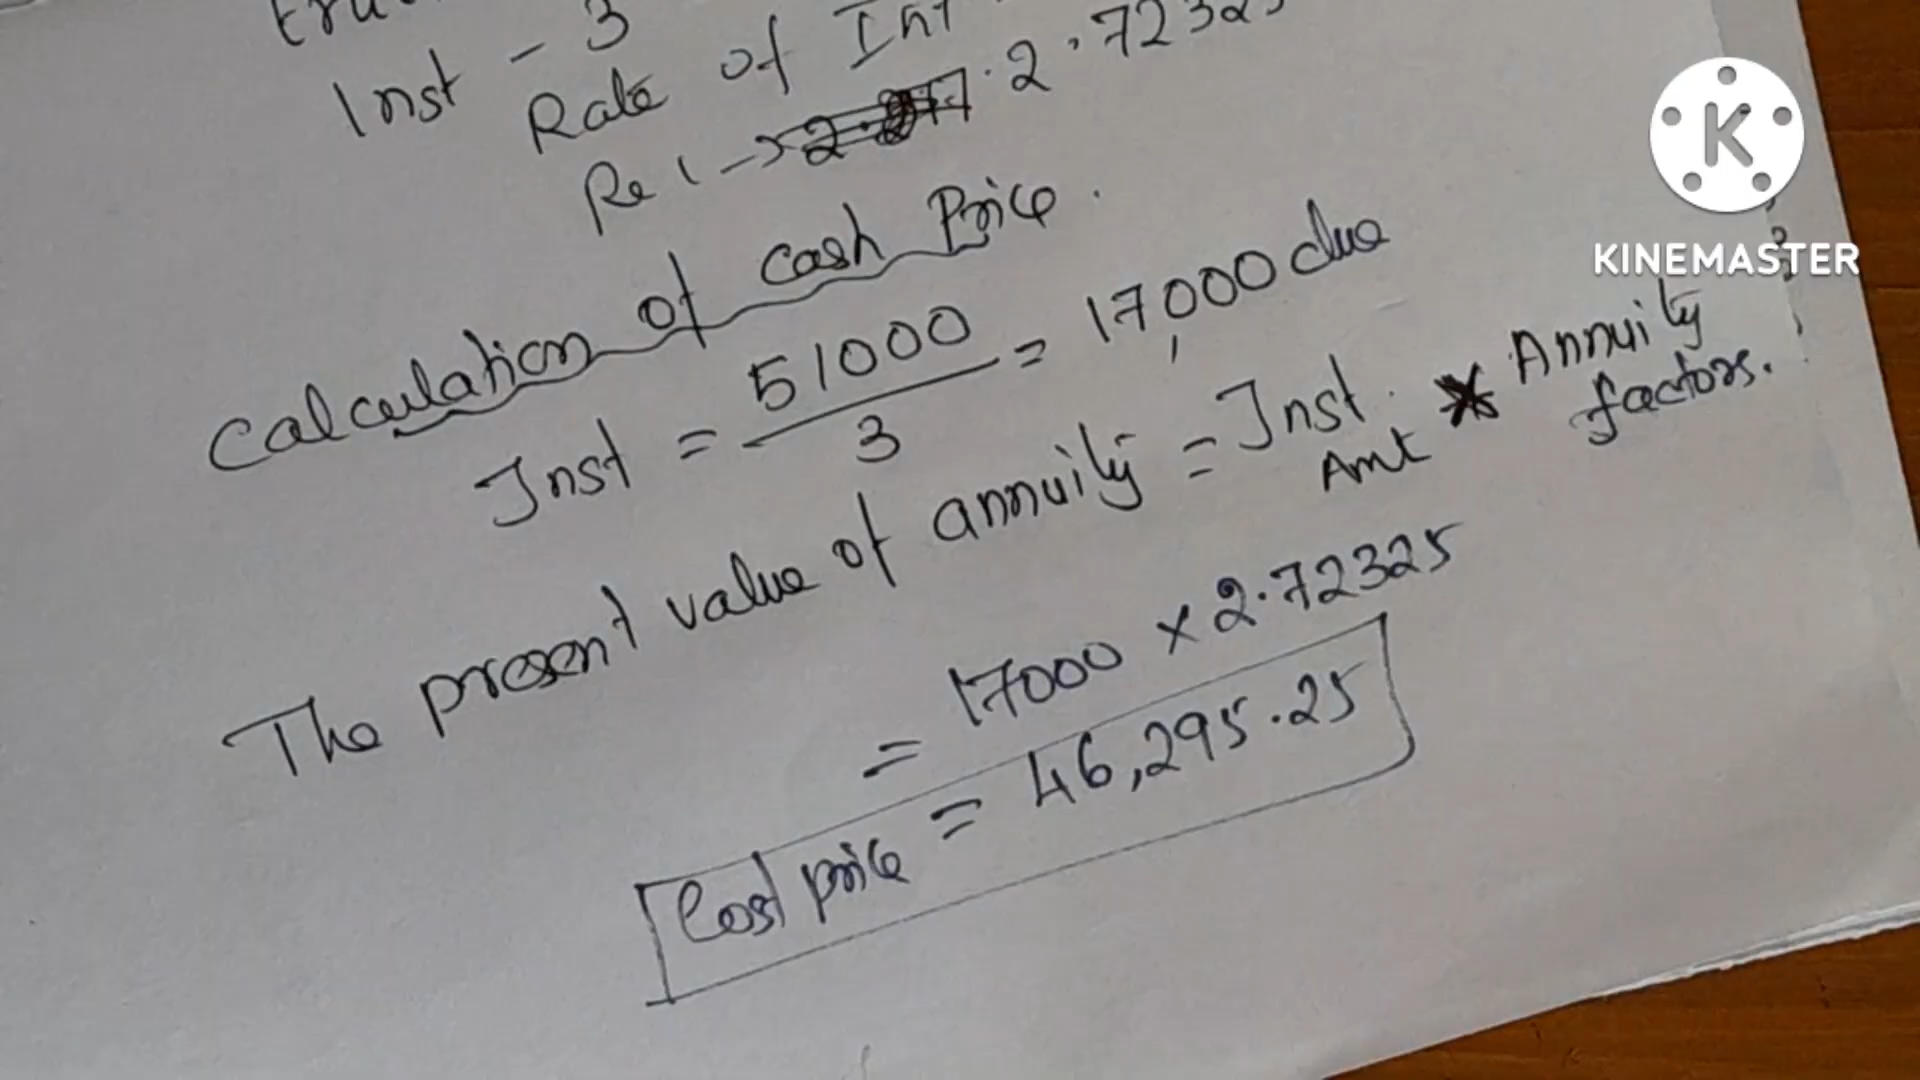 Inst - 3
Rate of Int
Re 1 → 2.72325
Calculation of cash Price.
Inst = 51000 / 3 = 17,000 due
The present value of annuity = Inst. Amt * Annuity factors.
= 17000 x 2.72325
Cost price = 46,295.25
K
KINEMASTER